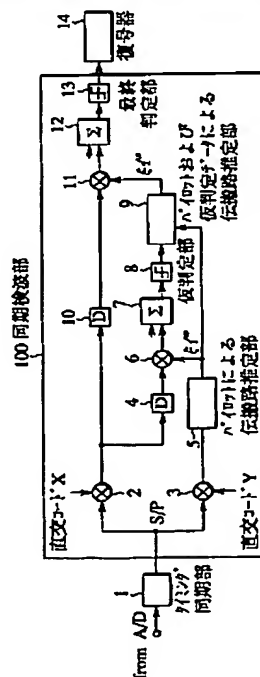 100 同期検波部
from A/D
1
タイミング
同期部
S/P
直交コードX
2
直交コードY
3
D
4
5
パイロットによる
伝搬路推定部
6
Σ
7
8
仮判定部
9
パイロットおよび
仮判定データによる
伝搬路推定部
D
10
11
Σ
12
13
最終
判定部
14
復号器